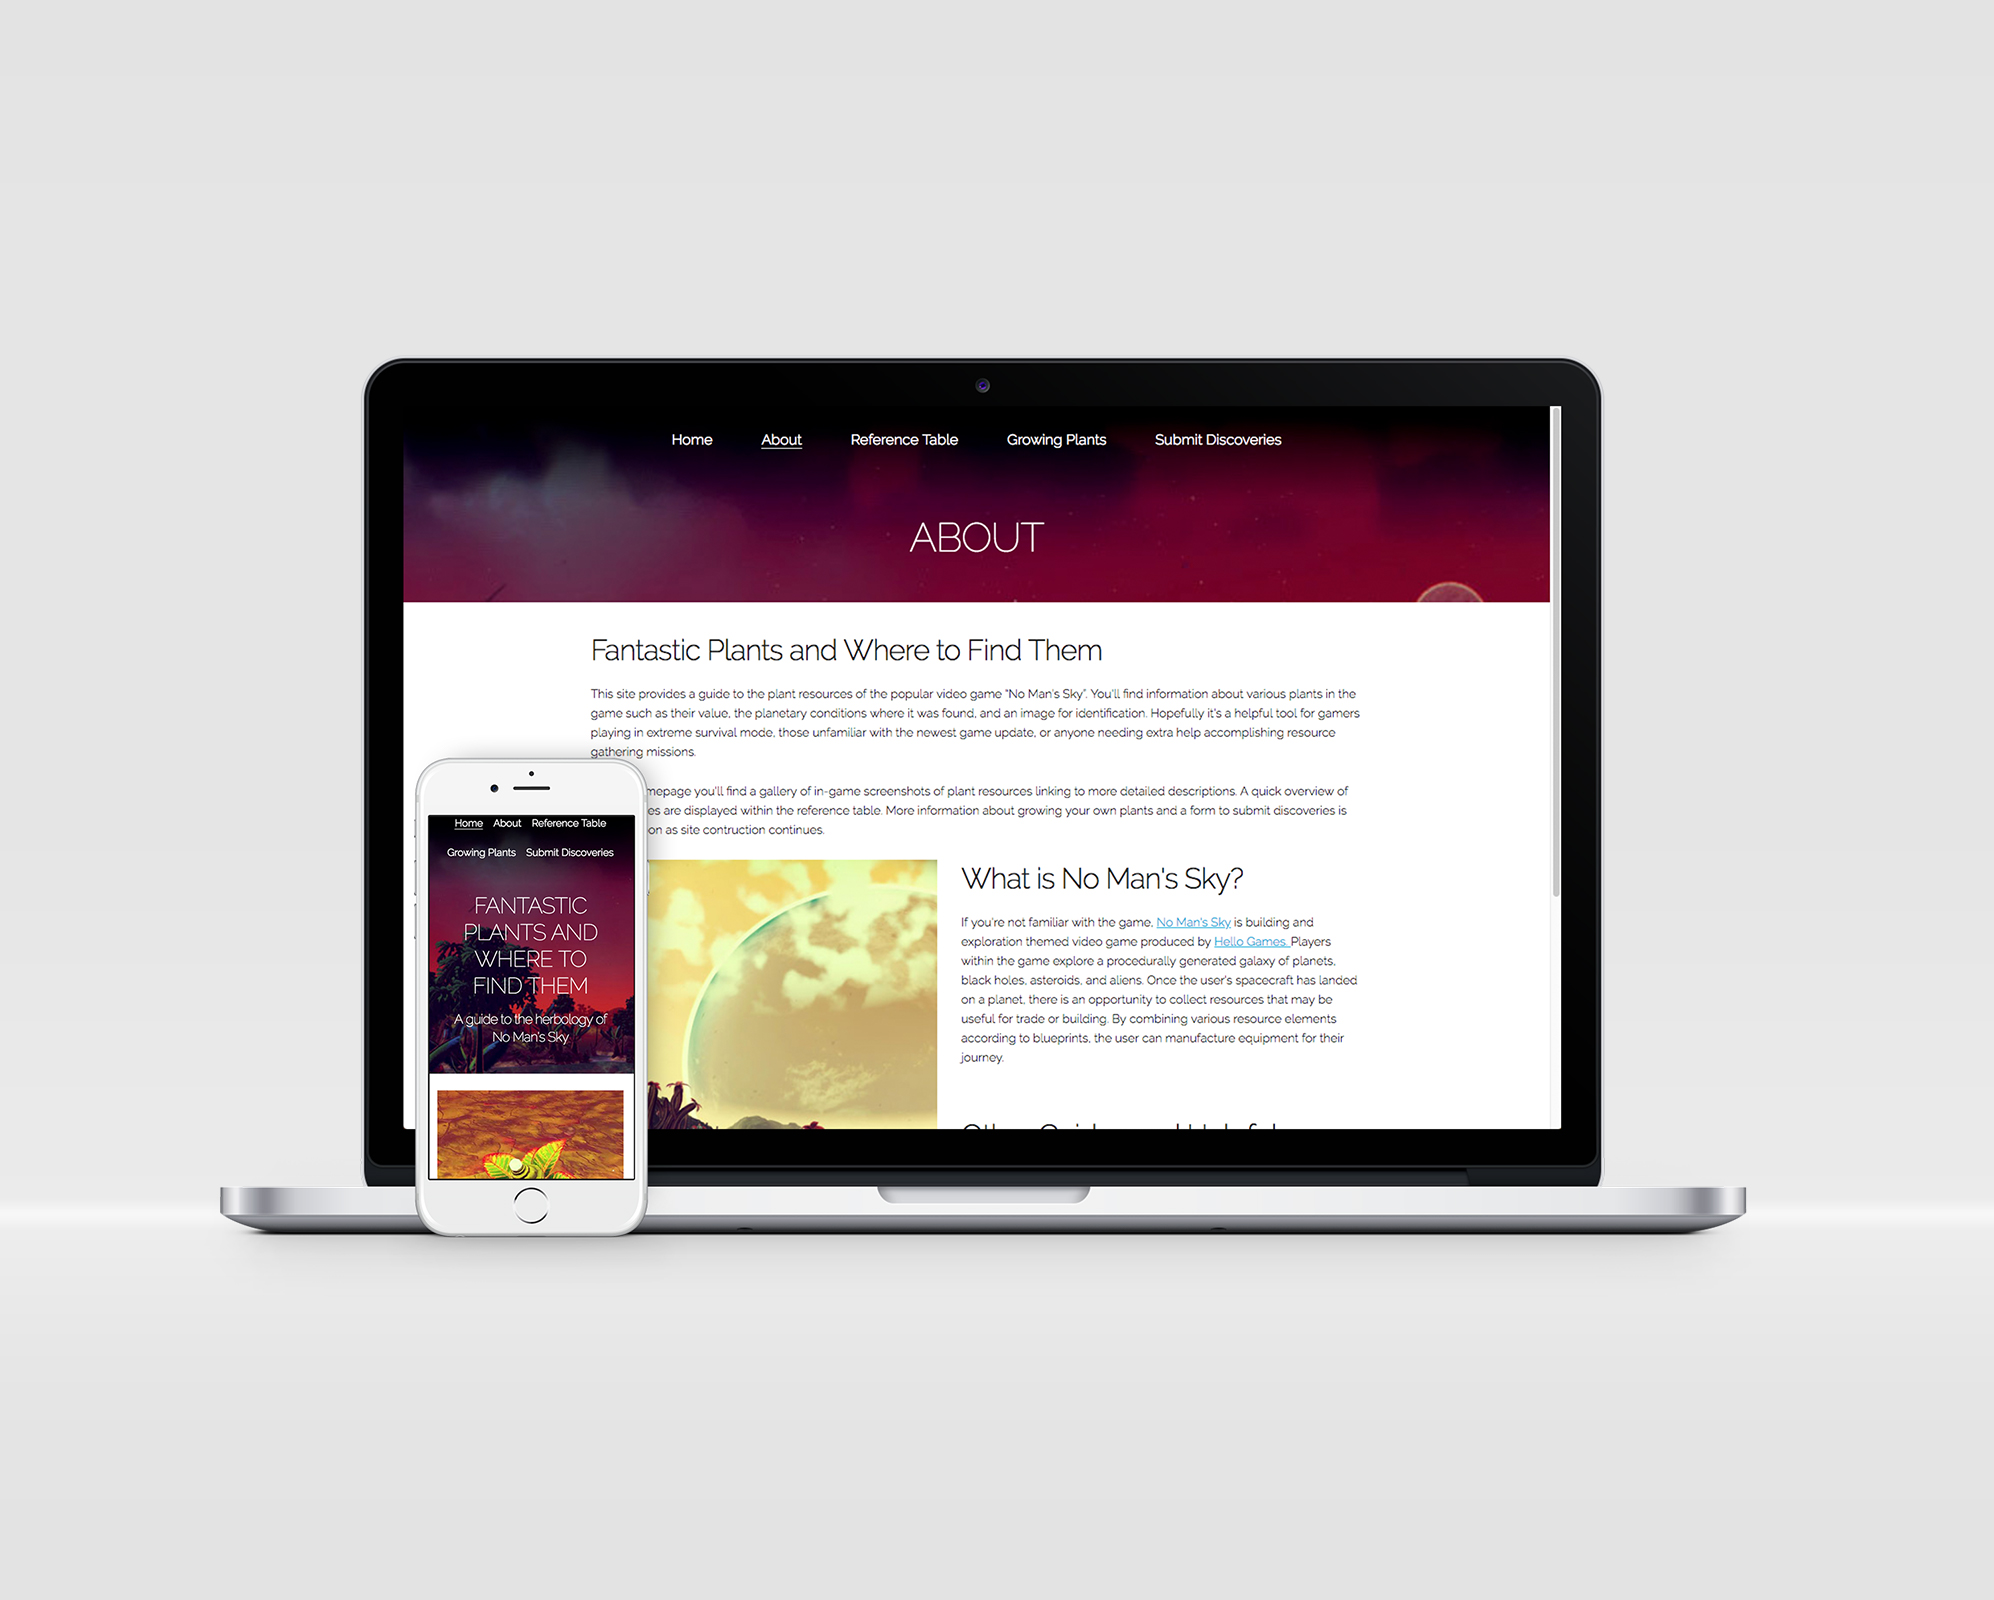 Home About Reference Table Growing Plants Submit Discoveries
ABOUT
Fantastic Plants and Where to Find Them
This site provides a guide to the plant resources of the popular video game "No Man's Sky". You'll find information about various plants in the
game such as their value, the planetary conditions where it was found, and an image for identification. Hopefully it's a helpful tool for gamers
playing in extreme survival mode, those unfamiliar with the newest game update, or anyone needing extra help accomplishing resource
gathering missions.
you'll find a gallery of in-game screenshots of plant resources linking to more detailed descriptions. A quick overview of
are displayed within the reference table. More information about growing your own plants and a form to submit discoveries is
on as site contruction continues.
What is No Man's Sky?
If you're not familiar with the game, No Man's Sky is building and
exploration themed video game produced by Hello Games. Players
within the game explore a procedurally generated galaxy of planets,
black holes, asteroids, and aliens. Once the user's spacecraft has landed
on a planet, there is an opportunity to collect resources that may be
useful for trade or building. By combining various resource elements
according to blueprints, the user can manufacture equipment for their
journey.
Home About Reference Table
Growing Plants Submit Discoveries
FANTASTIC
PLANTS AND
WHERE TO
FIND THEM
A guide to the herbology of
No Man's Sky